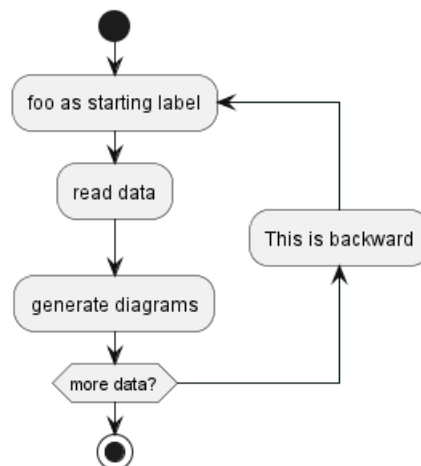 foo as starting label
read data
This is backward
generate diagrams
more data?